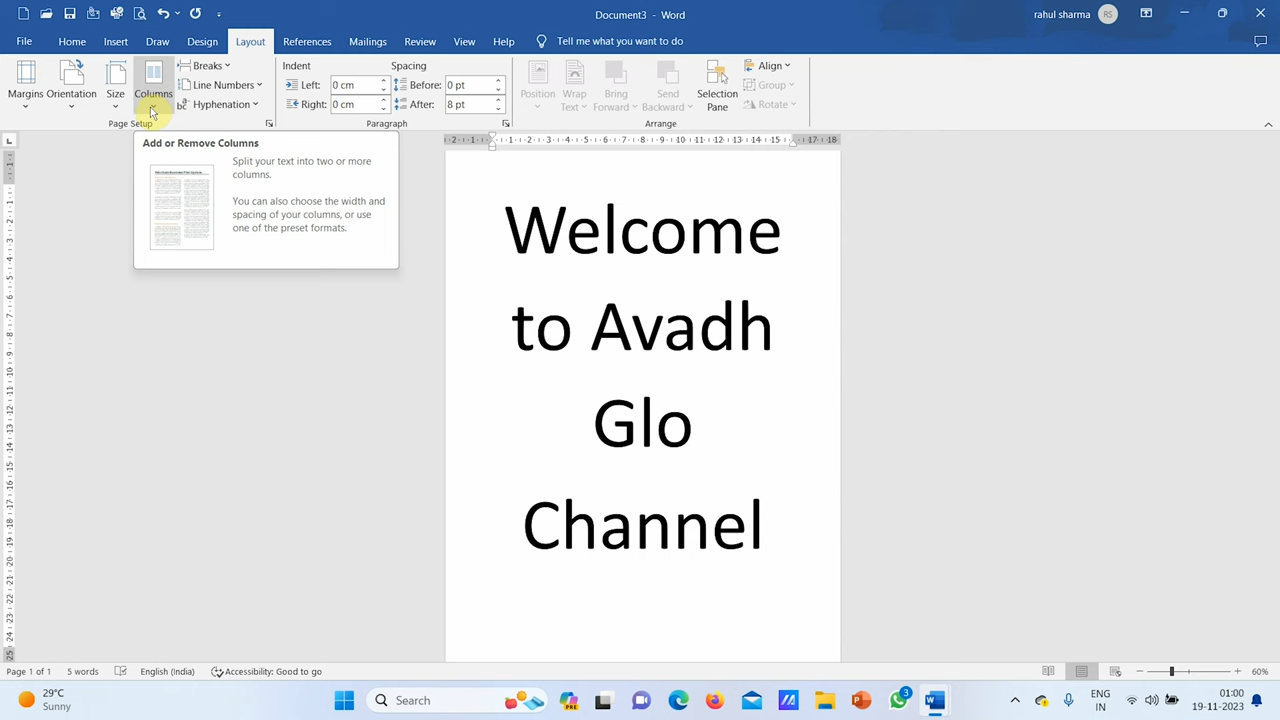 Document3 - Word
rahul sharma RS
File Home Insert Draw Design Layout References Mailings Review View Help Tell me what you want to do
Margins Orientation Size Columns Breaks Line Numbers Hyphenation
Page Setup
Indent Spacing
Left: 0 cm Before: 0 pt
Right: 0 cm After: 8 pt
Paragraph
Position Wrap Text Bring Forward Send Backward Selection Pane Align Group Rotate
Arrange
Add or Remove Columns
Split your text into two or more
columns.
You can also choose the width and
spacing of your columns, or use
one of the preset formats.
Welcome
to Avadh
Glo
Channel
Page 1 of 1 5 words English (India) Accessibility: Good to go 60%
29°C
Sunny
Search
PRE
3
ENG
IN
01:00
19-11-2023